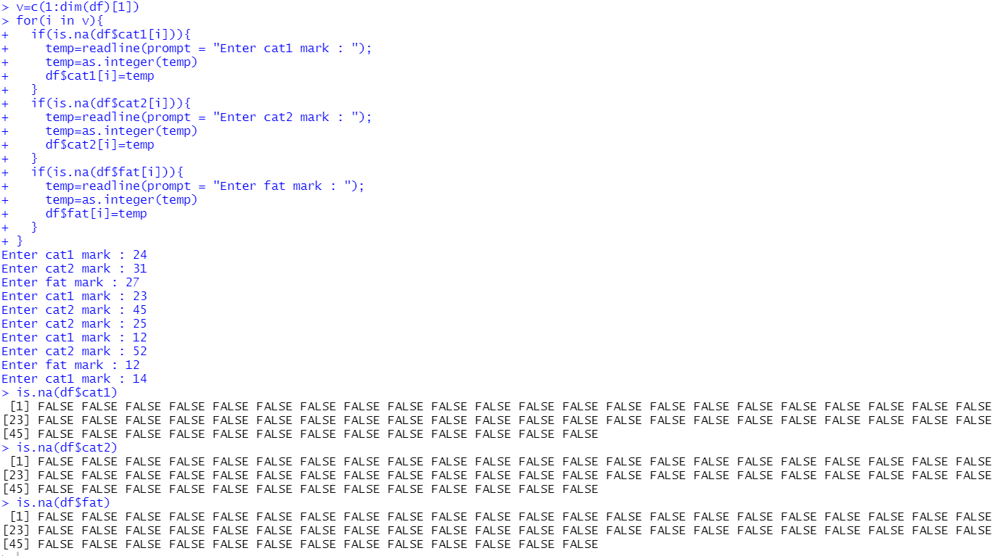 > v=c(1:dim(df)[1])
> for(i in v){
+   if(is.na(df$cat1[i])){
+     temp=readline(prompt = "Enter cat1 mark : ");
+     temp=as.integer(temp)
+     df$cat1[i]=temp
+   }
+   if(is.na(df$cat2[i])){
+     temp=readline(prompt = "Enter cat2 mark : ");
+     temp=as.integer(temp)
+     df$cat2[i]=temp
+   }
+   if(is.na(df$fat[i])){
+     temp=readline(prompt = "Enter fat mark : ");
+     temp=as.integer(temp)
+     df$fat[i]=temp
+   }
+ }
Enter cat1 mark : 24
Enter cat2 mark : 31
Enter fat mark : 27
Enter cat1 mark : 23
Enter cat2 mark : 45
Enter cat2 mark : 25
Enter cat1 mark : 12
Enter cat2 mark : 52
Enter fat mark : 12
Enter cat1 mark : 14
> is.na(df$cat1)
 [1] FALSE FALSE FALSE FALSE FALSE FALSE FALSE FALSE FALSE FALSE FALSE FALSE FALSE FALSE FALSE FALSE FALSE FALSE FALSE FALSE FALSE FALSE
[23] FALSE FALSE FALSE FALSE FALSE FALSE FALSE FALSE FALSE FALSE FALSE FALSE FALSE FALSE FALSE FALSE FALSE FALSE FALSE FALSE FALSE FALSE
[45] FALSE FALSE FALSE FALSE FALSE FALSE FALSE FALSE FALSE FALSE FALSE FALSE FALSE
> is.na(df$cat2)
 [1] FALSE FALSE FALSE FALSE FALSE FALSE FALSE FALSE FALSE FALSE FALSE FALSE FALSE FALSE FALSE FALSE FALSE FALSE FALSE FALSE FALSE FALSE
[23] FALSE FALSE FALSE FALSE FALSE FALSE FALSE FALSE FALSE FALSE FALSE FALSE FALSE FALSE FALSE FALSE FALSE FALSE FALSE FALSE FALSE FALSE
[45] FALSE FALSE FALSE FALSE FALSE FALSE FALSE FALSE FALSE FALSE FALSE FALSE FALSE
> is.na(df$fat)
 [1] FALSE FALSE FALSE FALSE FALSE FALSE FALSE FALSE FALSE FALSE FALSE FALSE FALSE FALSE FALSE FALSE FALSE FALSE FALSE FALSE FALSE FALSE
[23] FALSE FALSE FALSE FALSE FALSE FALSE FALSE FALSE FALSE FALSE FALSE FALSE FALSE FALSE FALSE FALSE FALSE FALSE FALSE FALSE FALSE FALSE
[45] FALSE FALSE FALSE FALSE FALSE FALSE FALSE FALSE FALSE FALSE FALSE FALSE FALSE